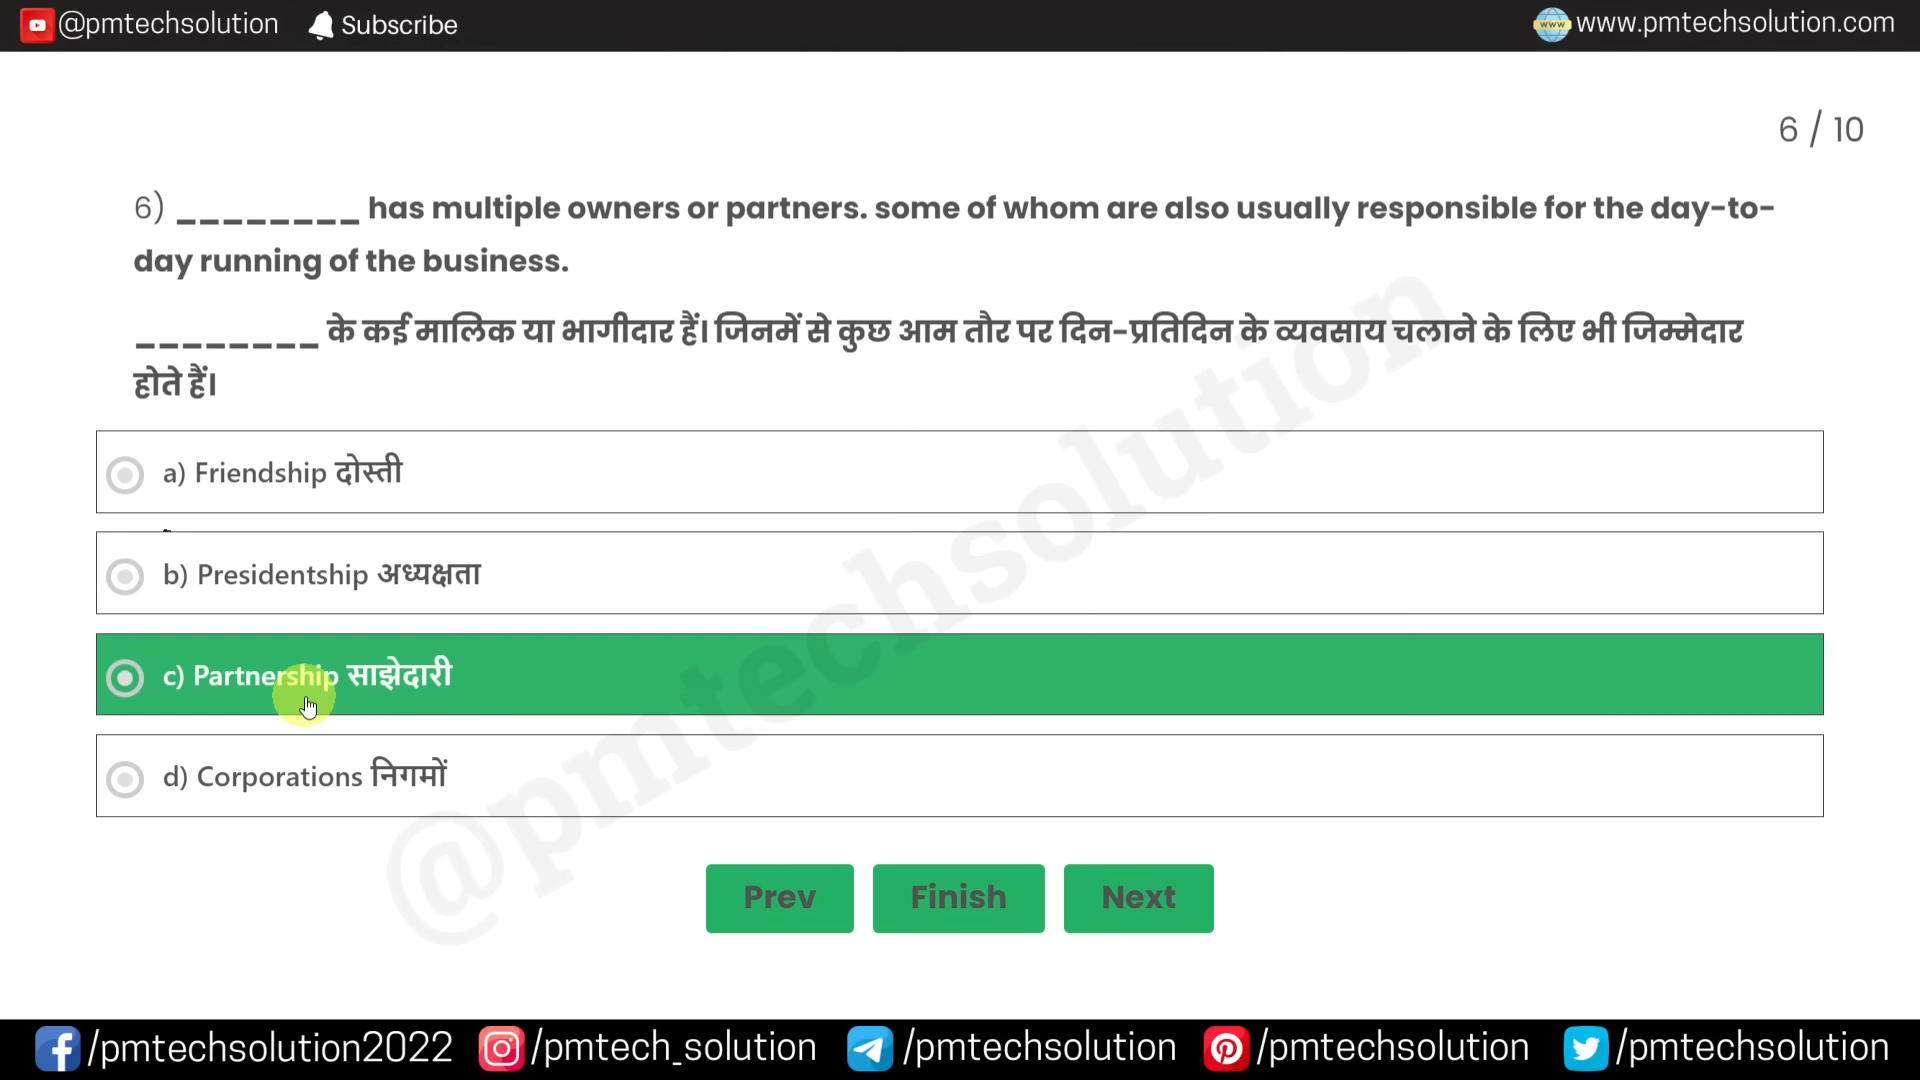 @pmtechsolution Subscribe www.pmtechsolution.com
6 / 10
6) ________ has multiple owners or partners. some of whom are also usually responsible for the day-to-
day running of the business.
________ के कई मालिक या भागीदार हैं। जिनमें से कुछ आम तौर पर दिन-प्रतिदिन के व्यवसाय चलाने के लिए भी जिम्मेदार
होते हैं।
a) Friendship दोस्ती
b) Presidentship अध्यक्षता
c) Partnership साझेदारी
d) Corporations निगमों
Prev Finish Next
@pmtechsolution
/pmtechsolution2022 /pmtech_solution /pmtechsolution /pmtechsolution /pmtechsolution